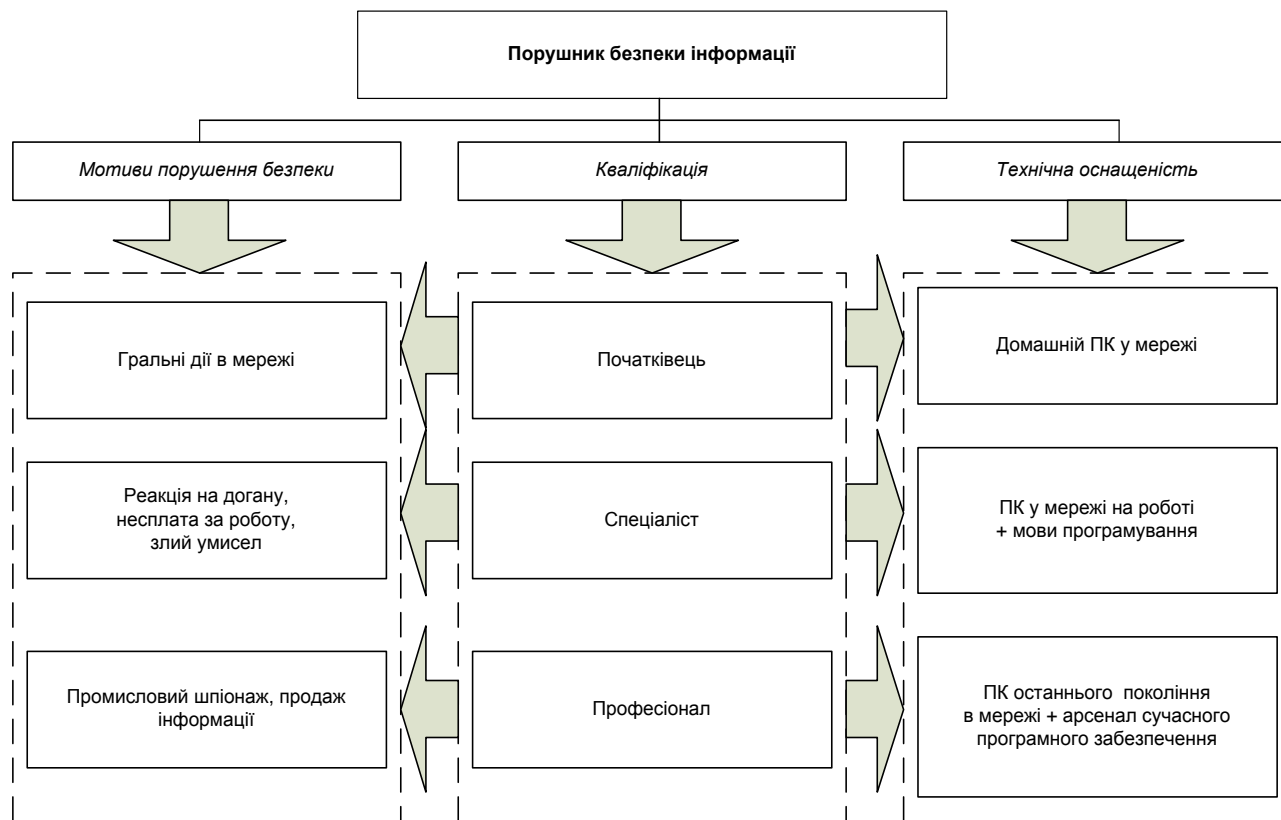 Порушник безпеки інформації
Мотиви порушення безпеки
Кваліфікація
Технічна оснащеність
Гральні дії в мережі
Початківець
Домашній ПК у мережі
Реакція на догану,
несплата за роботу,
злий умисел
Спеціаліст
ПК у мережі на роботі
+ мови програмування
Промисловий шпіонаж, продаж
інформації
Професіонал
ПК останнього покоління
в мережі + арсенал сучасного
програмного забезпечення